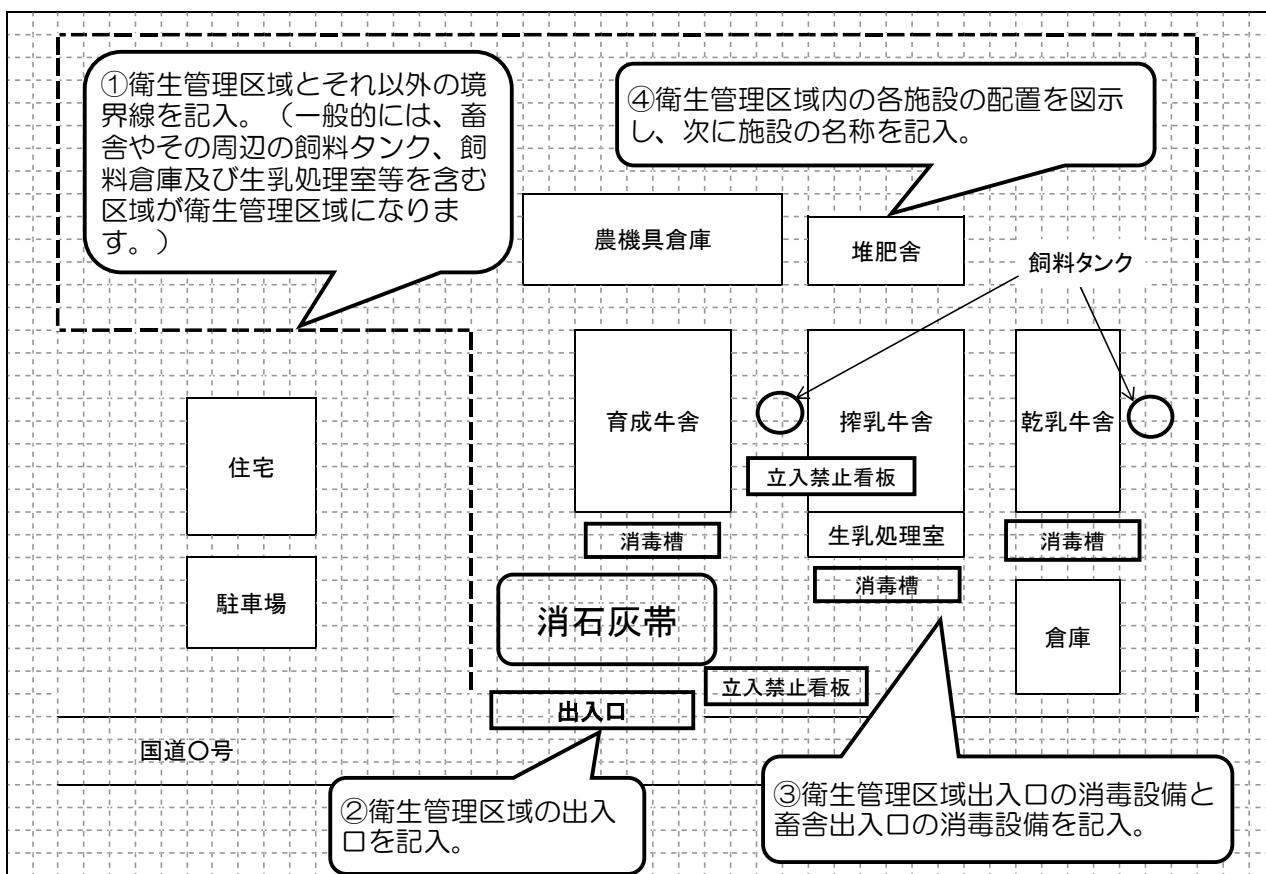 ①衛生管理区域とそれ以外の境
界線を記入。（一般的には、畜
舎やその周辺の飼料タンク、飼
料倉庫及び生乳処理室等を含む
区域が衛生管理区域になりま
す。）
④衛生管理区域内の各施設の配置を図示
し、次に施設の名称を記入。
農機具倉庫
堆肥舎
飼料タンク
育成牛舎
搾乳牛舎
乾乳牛舎
住宅
立入禁止看板
消毒槽
生乳処理室
消毒槽
消毒槽
駐車場
消石灰帯
倉庫
立入禁止看板
出入口
国道〇号
②衛生管理区域の出入
口を記入。
③衛生管理区域出入口の消毒設備と
畜舎出入口の消毒設備を記入。